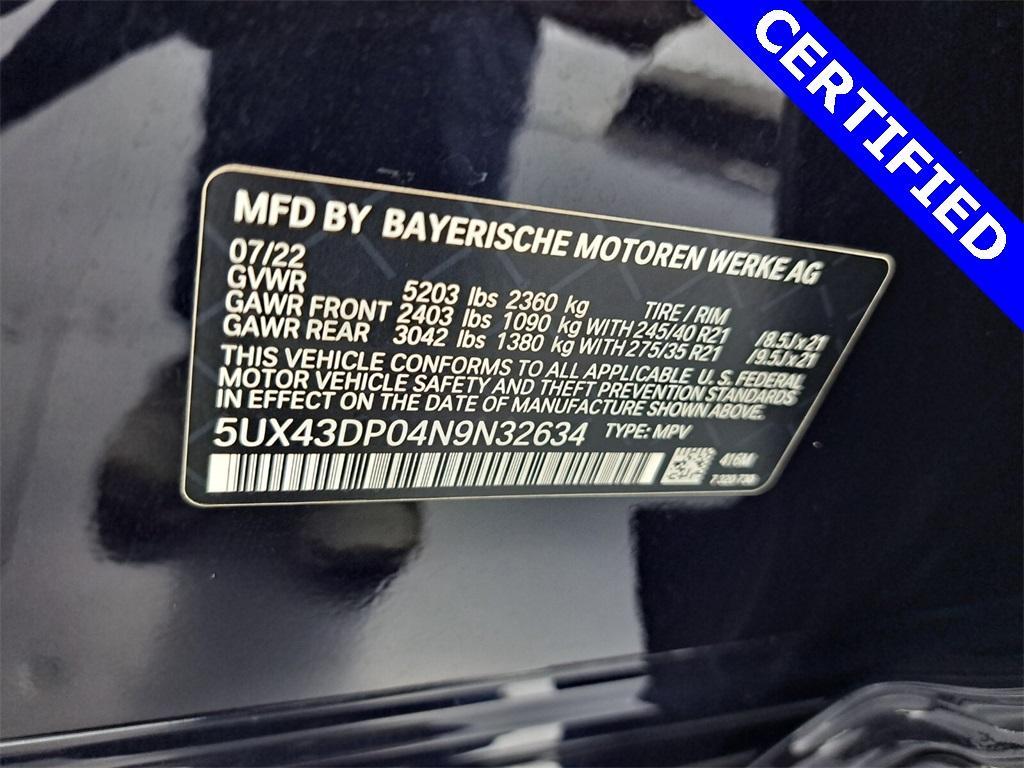 CERTIFIED
MFD BY BAYERISCHE MOTOREN WERKE AG
07/22
GVWR 5203 lbs 2360 kg TIRE / RIM
GAWR FRONT 2403 lbs 1090 kg WITH 245/40 R21 /8.5Jx21
GAWR REAR 3042 lbs 1380 kg WITH 275/35 R21 /9.5Jx21
THIS VEHICLE CONFORMS TO ALL APPLICABLE U. S. FEDERAL
MOTOR VEHICLE SAFETY AND THEFT PREVENTION STANDARDS
IN EFFECT ON THE DATE OF MANUFACTURE SHOWN ABOVE.
5UX43DP04N9N32634 TYPE: MPV
416M
7 320 730